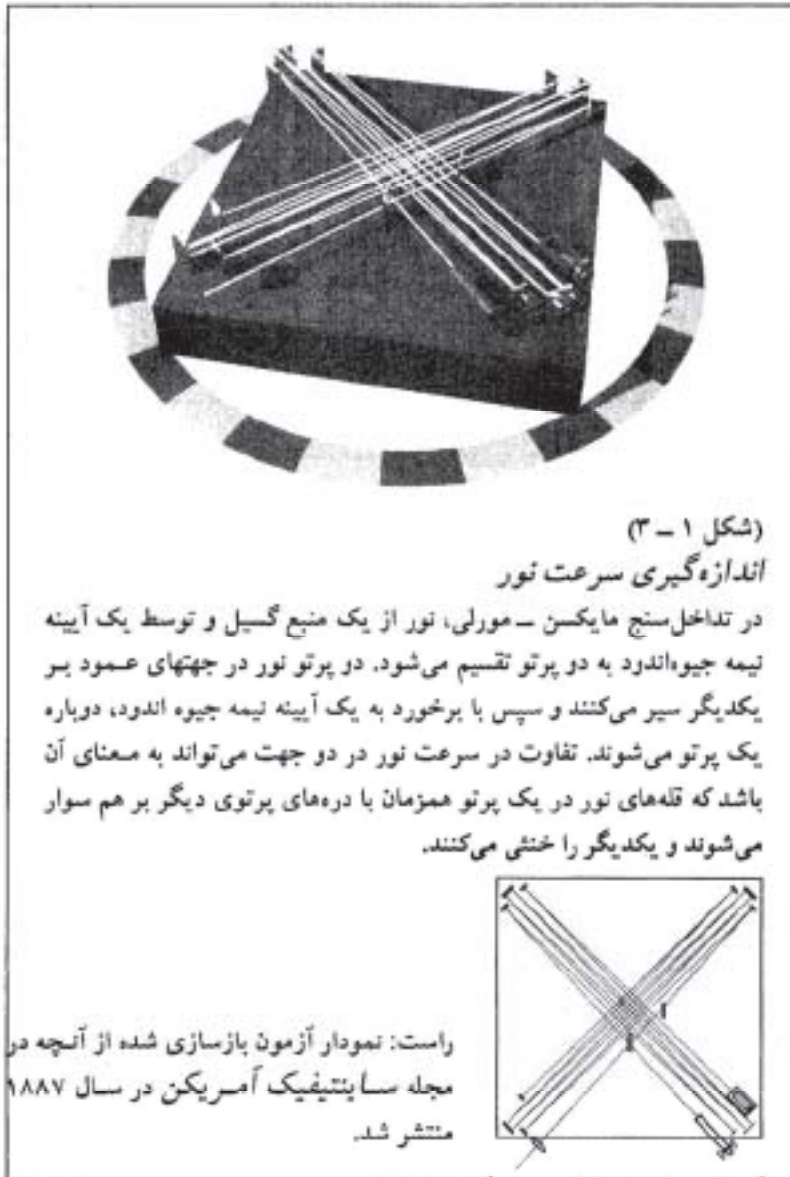 (شکل ۱ ــ ۳)
اندازه‌گیری سرعت نور
در تداخل‌سنج مایکسن ــ مورلی، نور از یک منبع گسیل و توسط یک آیینه
نیمه جیوه‌اندود به دو پرتو تقسیم می‌شود. دو پرتو نور در جهتهای عمود بر
یکدیگر سیر می‌کنند و سپس با برخورد به یک آیینه نیمه جیوه اندود، دوباره
یک پرتو می‌شوند. تفاوت در سرعت نور در دو جهت می‌تواند به معنای آن
باشد که قله‌های نور در یک پرتو همزمان با دره‌های پرتوی دیگر بر هم سوار
می‌شوند و یکدیگر را خنثی می‌کنند.
راست: نمودار آزمون بازسازی شده از آنچه در
مجله ساینتیفیک آمریکن در سال ۱۸۸۷
منتشر شد.